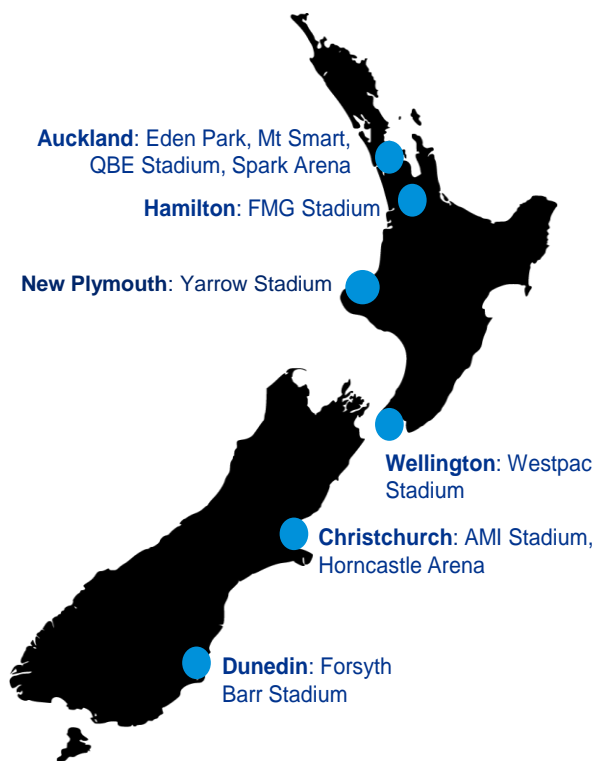 Auckland: Eden Park, Mt Smart,
QBE Stadium, Spark Arena
Hamilton: FMG Stadium
New Plymouth: Yarrow Stadium
Wellington: Westpac
Stadium
Christchurch: AMI Stadium,
Horncastle Arena
Dunedin: Forsyth
Barr Stadium